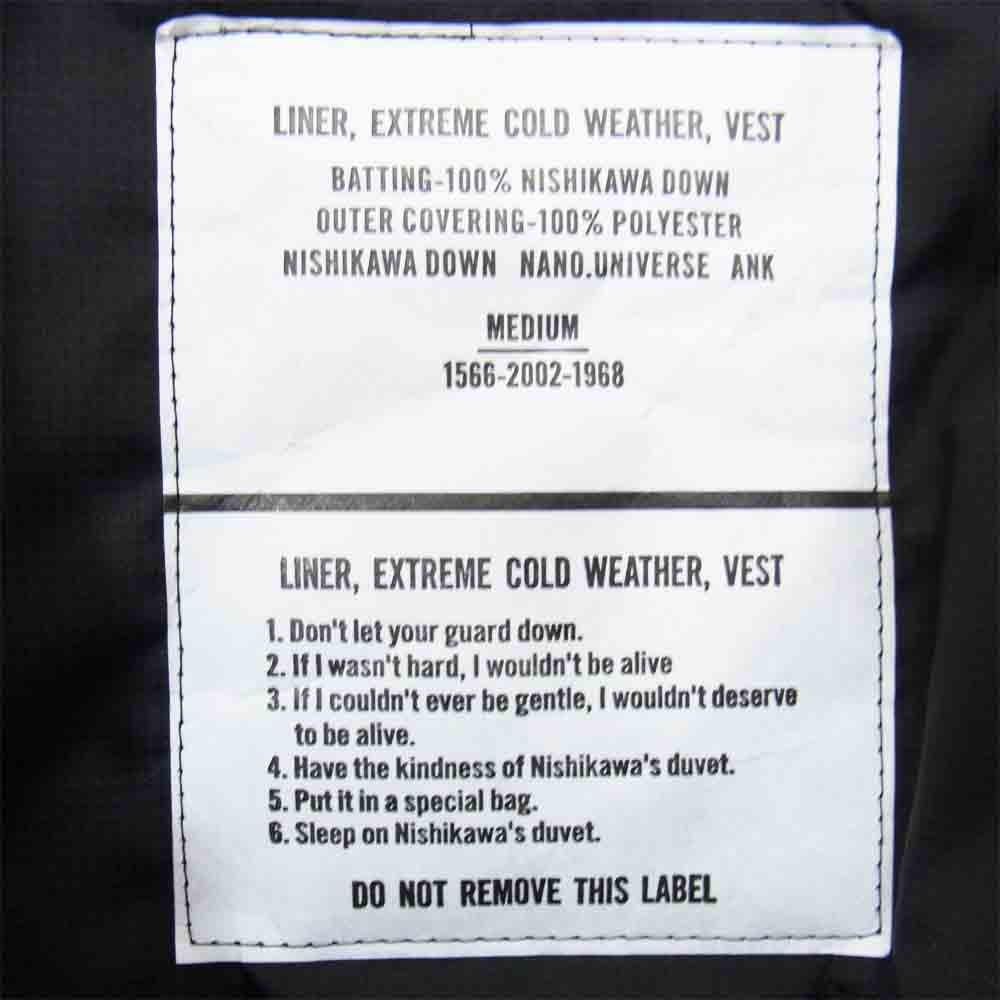 LINER, EXTREME COLD WEATHER, VEST
BATTING-100% NISHIKAWA DOWN
OUTER COVERING-100% POLYESTER
NISHIKAWA DOWN NANO.UNIVERSE ANK
MEDIUM
1566-2002-1968
LINER, EXTREME COLD WEATHER, VEST
1. Don't let your guard down.
2. If I wasn't hard, I wouldn't be alive
3. If I couldn't ever be gentle, I wouldn't deserve
to be alive.
4. Have the kindness of Nishikawa's duvet.
5. Put it in a special bag.
6. Sleep on Nishikawa's duvet.
DO NOT REMOVE THIS LABEL